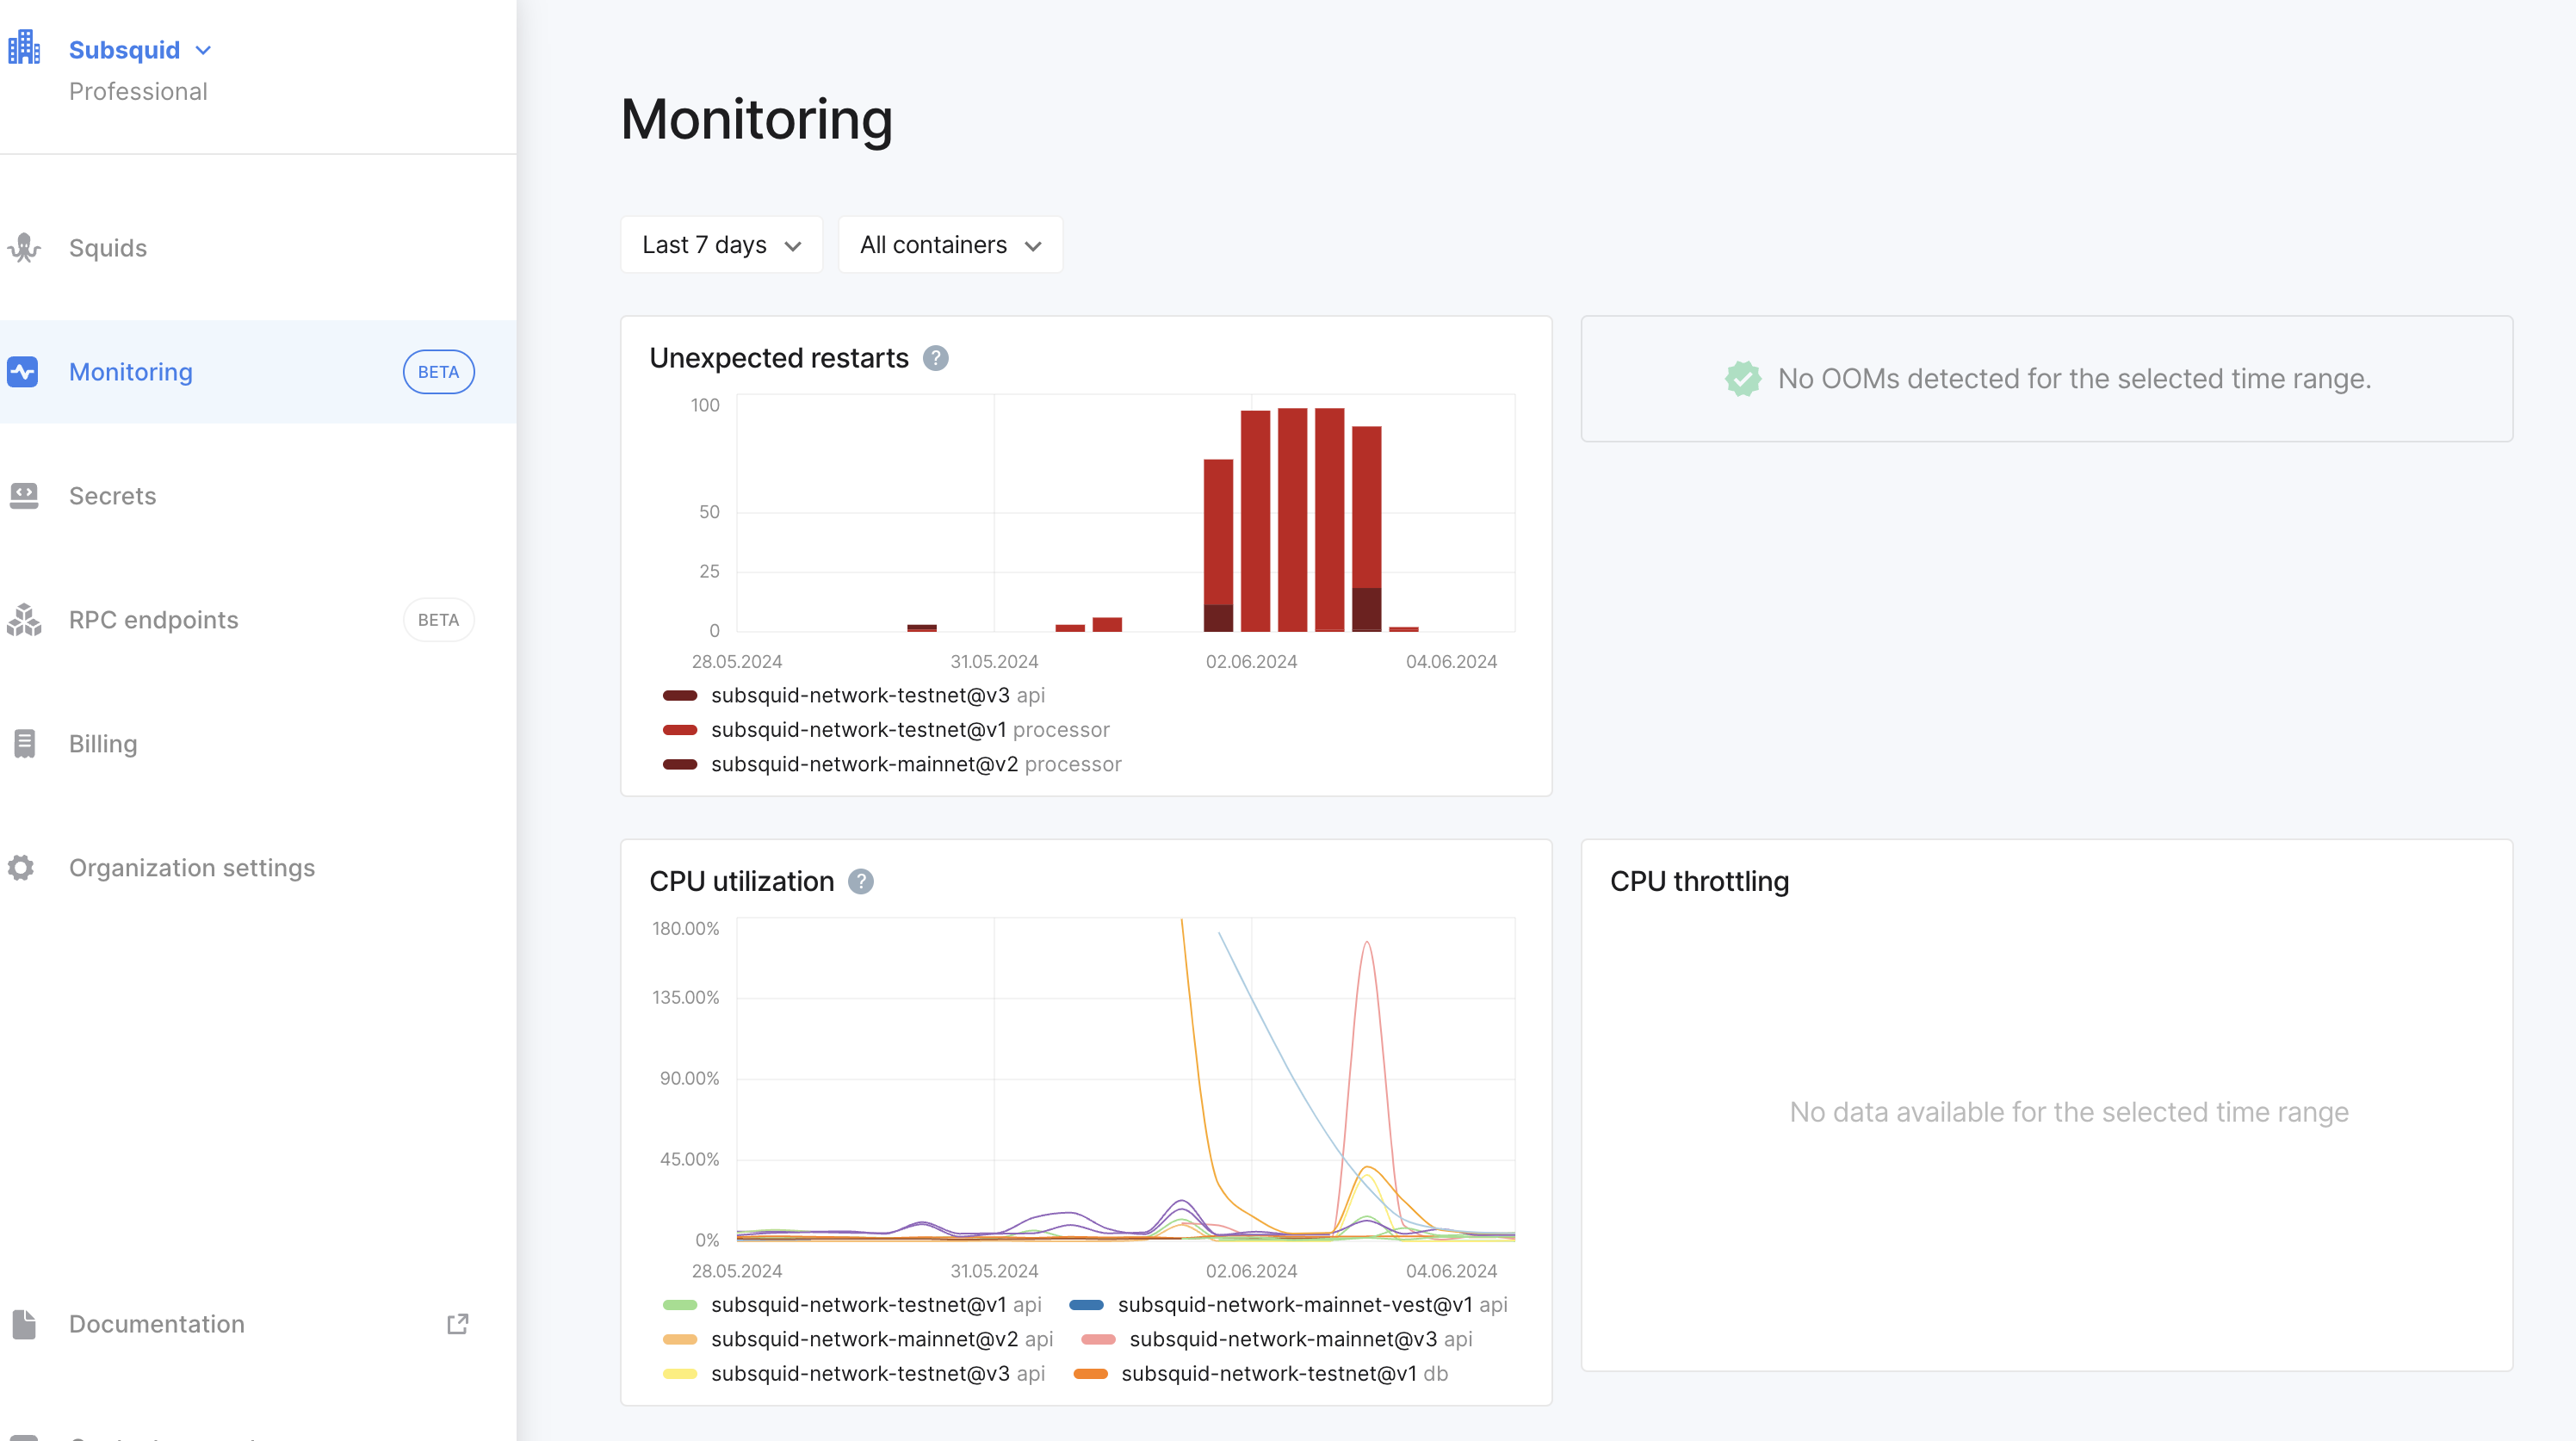 Subsquid
Professional
Squids
Monitoring BETA
Secrets
RPC endpoints BETA
Billing
Organization settings
Documentation
Monitoring
Last 7 days All containers
Unexpected restarts ?
100
50
25
0
28.05.2024 31.05.2024 02.06.2024 04.06.2024
subsquid-network-testnet@v3 api
subsquid-network-testnet@v1 processor
subsquid-network-mainnet@v2 processor
No OOMs detected for the selected time range.
CPU utilization ?
180.00%
135.00%
90.00%
45.00%
0%
28.05.2024 31.05.2024 02.06.2024 04.06.2024
subsquid-network-testnet@v1 api subsquid-network-mainnet-vest@v1 api
subsquid-network-mainnet@v2 api subsquid-network-mainnet@v3 api
subsquid-network-testnet@v3 api subsquid-network-testnet@v1 db
CPU throttling
No data available for the selected time range